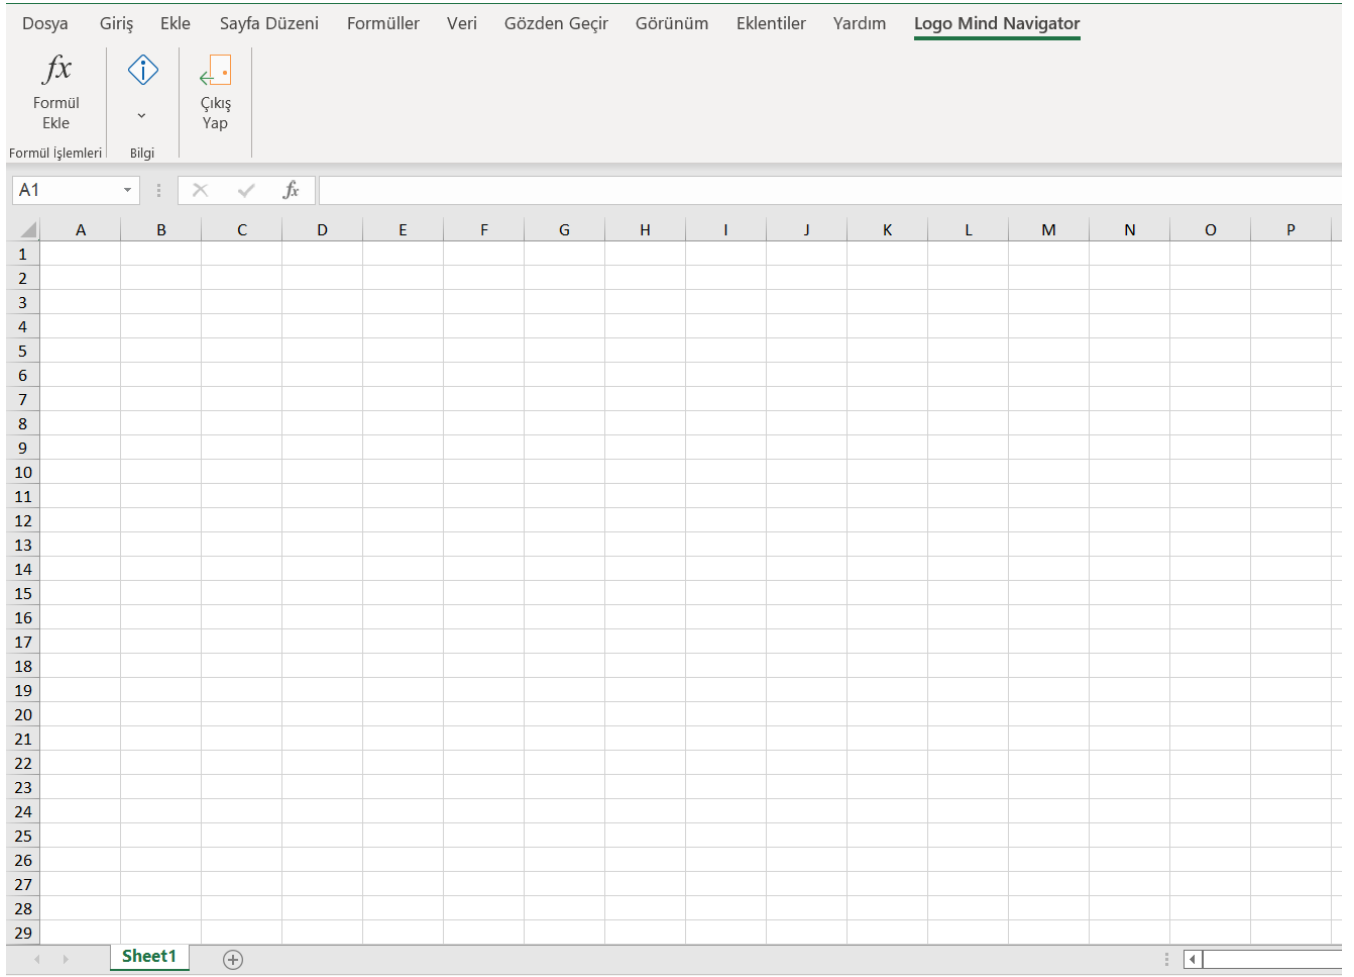 Dosya Giriş Ekle Sayfa Düzeni Formüller Veri Gözden Geçir Görünüm Eklentiler Yardım Logo Mind Navigator
fx
Formül
Ekle
Formül İşlemleri
Bilgi
Çıkış
Yap
A1
fx
A B C D E F G H I J K L M N O P
1
2
3
4
5
6
7
8
9
10
11
12
13
14
15
16
17
18
19
20
21
22
23
24
25
26
27
28
29
Sheet1